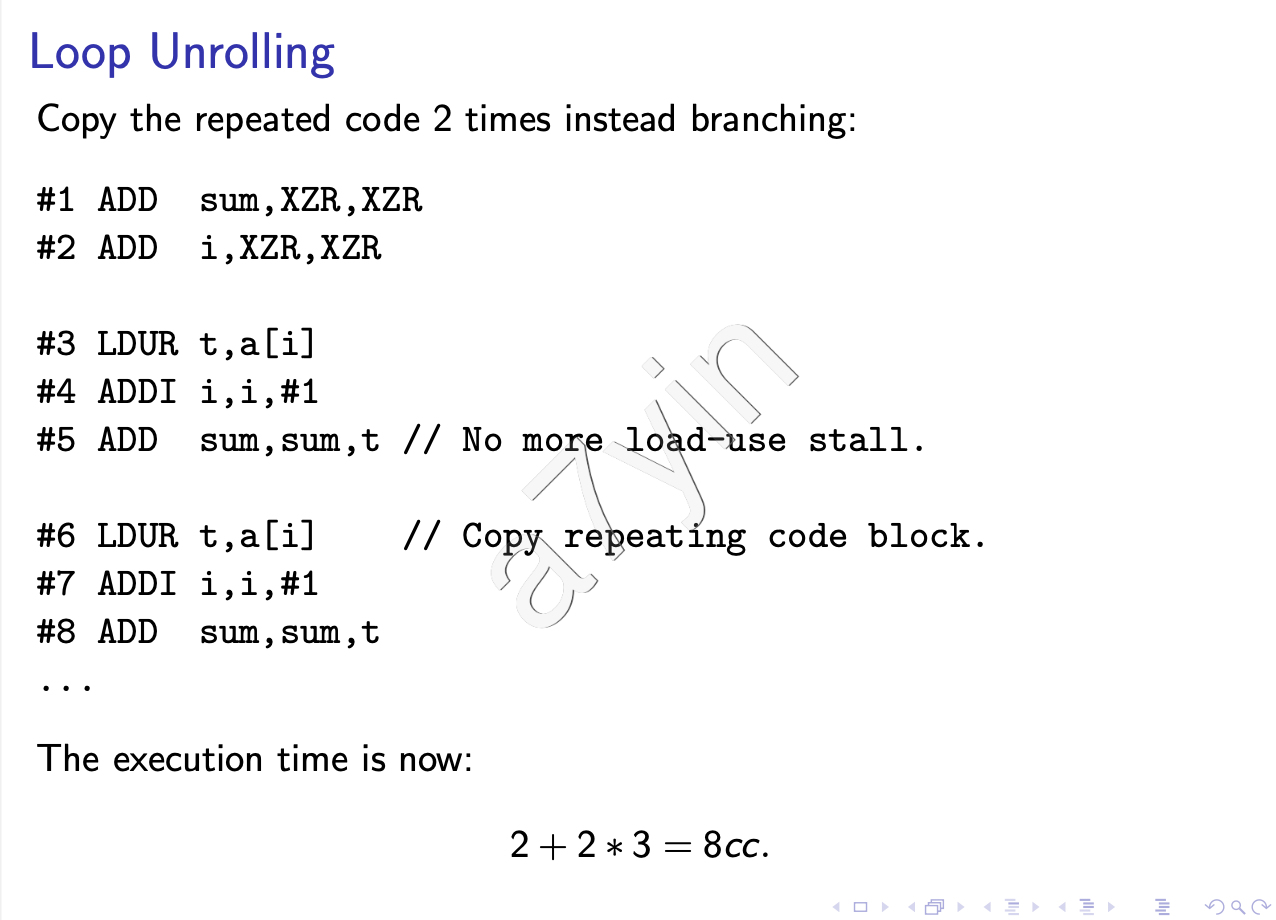 Loop Unrolling
Copy the repeated code 2 times instead branching:
#1 ADD  sum,XZR,XZR
#2 ADD  i,XZR,XZR
#3 LDUR t,a[i]
#4 ADDI i,i,#1
#5 ADD  sum,sum,t // No more load-use stall.
#6 LDUR t,a[i]    // Copy repeating code block.
#7 ADDI i,i,#1
#8 ADD  sum,sum,t
...
The execution time is now:
2 + 2 ∗ 3 = 8cc.
a7yin